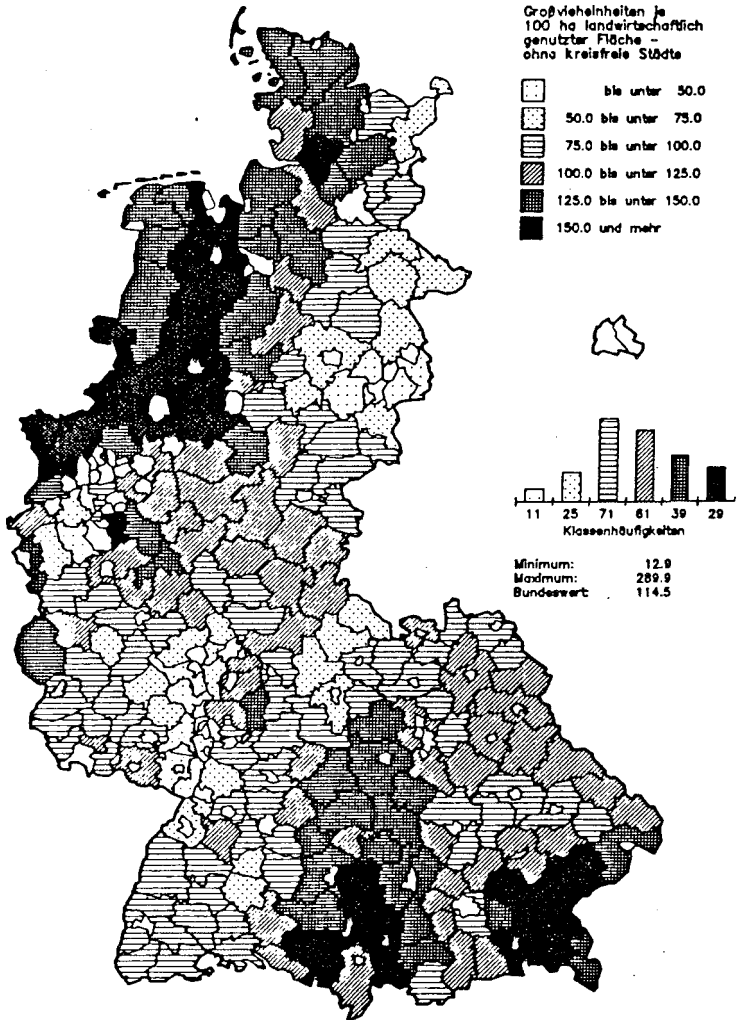 Großvieheinheiten je
100 ha landwirtschaftlich
genutzter Fläche -
ohne kreisfreie Städte
bis unter 50.0
50.0 bis unter 75.0
75.0 bis unter 100.0
100.0 bis unter 125.0
125.0 bis unter 150.0
150.0 und mehr
11 25 71 61 39 29
Klassenhäufigkeiten
Minimum: 12.9
Maximum: 289.9
Bundeswert: 114.5